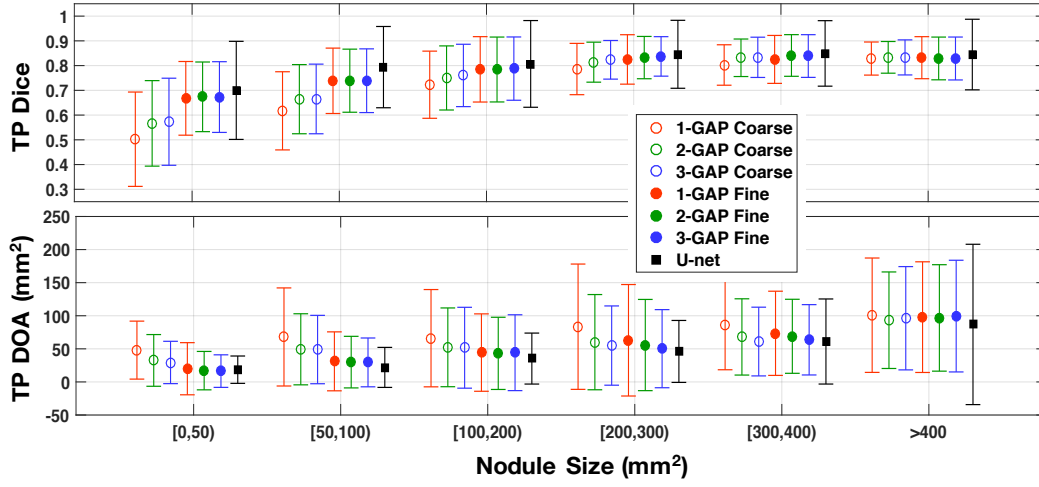 TP Dice
1
0.9
0.8
0.7
0.6
0.5
0.4
0.3
1-GAP Coarse
2-GAP Coarse
3-GAP Coarse
1-GAP Fine
2-GAP Fine
3-GAP Fine
U-net
TP DOA (mm²)
250
200
150
100
50
0
-50
[0,50) [50,100) [100,200) [200,300) [300,400) >400
Nodule Size (mm²)